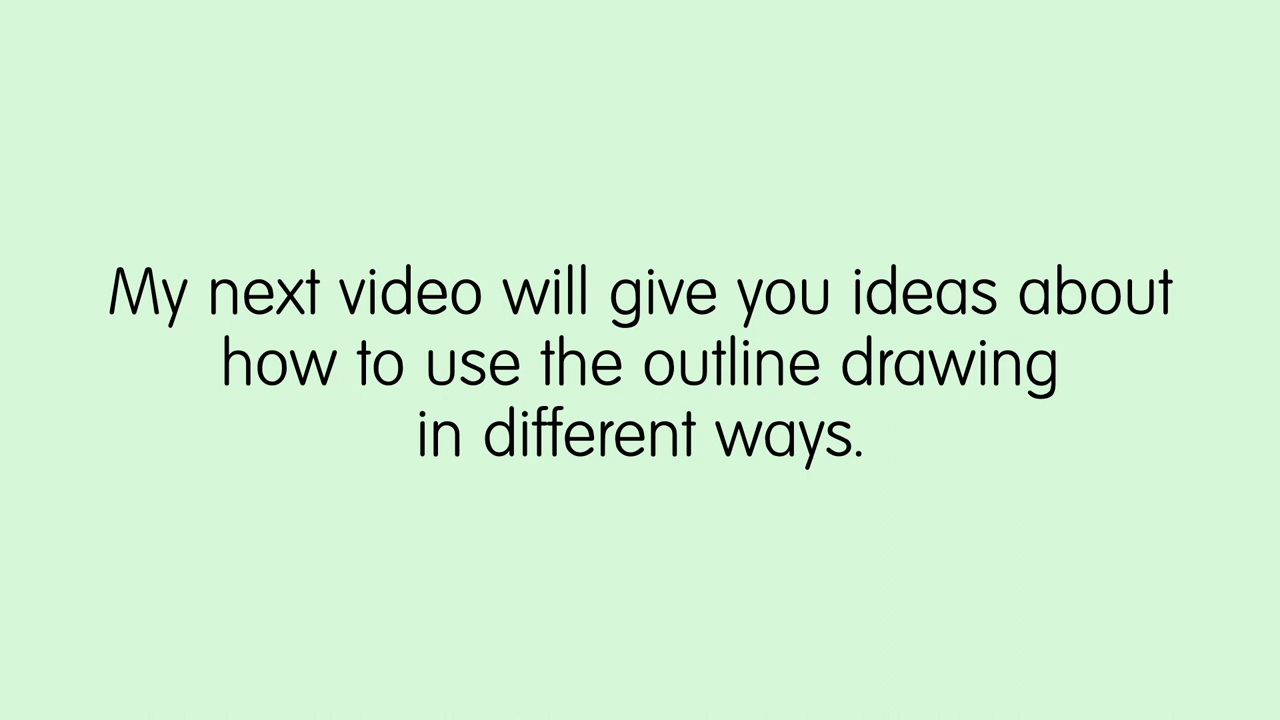 My next video will give you ideas about
how to use the outline drawing
in different ways.